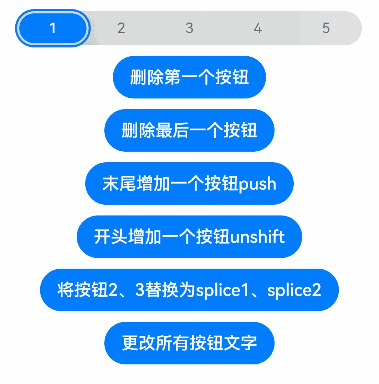 1 2 3 4 5
删除第一个按钮
删除最后一个按钮
末尾增加一个按钮push
开头增加一个按钮unshift
将按钮2、3替换为splice1、splice2
更改所有按钮文字